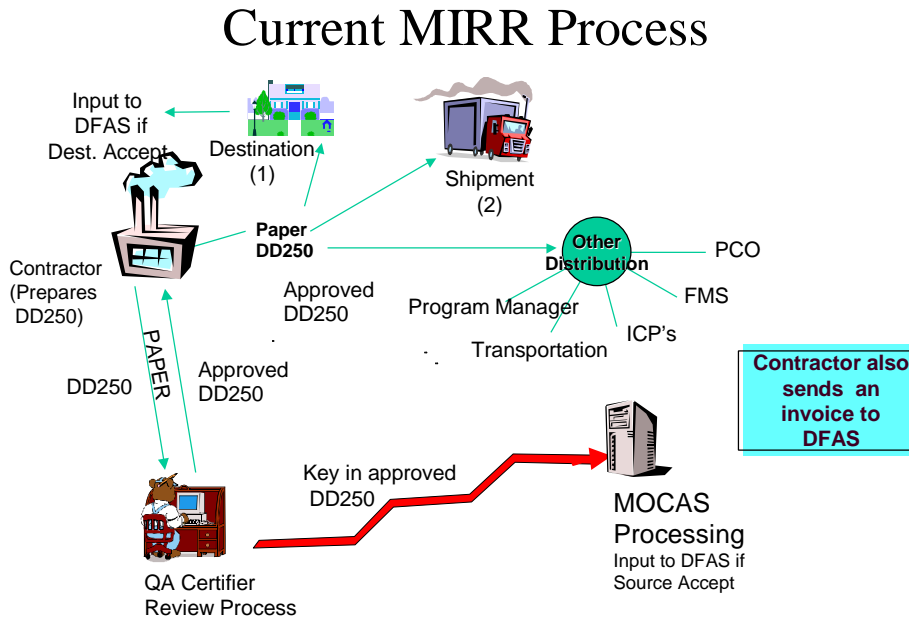 Current MIRR Process
Input to
DFAS if
Dest. Accept
Destination
(1)
Shipment
(2)
Paper
DD250
Other
Distribution
PCO
FMS
ICP's
Transportation
Program Manager
Approved
DD250
Contractor
(Prepares
DD250)
PAPER
DD250
Approved
DD250
Contractor also
sends an
invoice to
DFAS
Key in approved
DD250
MOCAS
Processing
Input to DFAS if
Source Accept
QA Certifier
Review Process